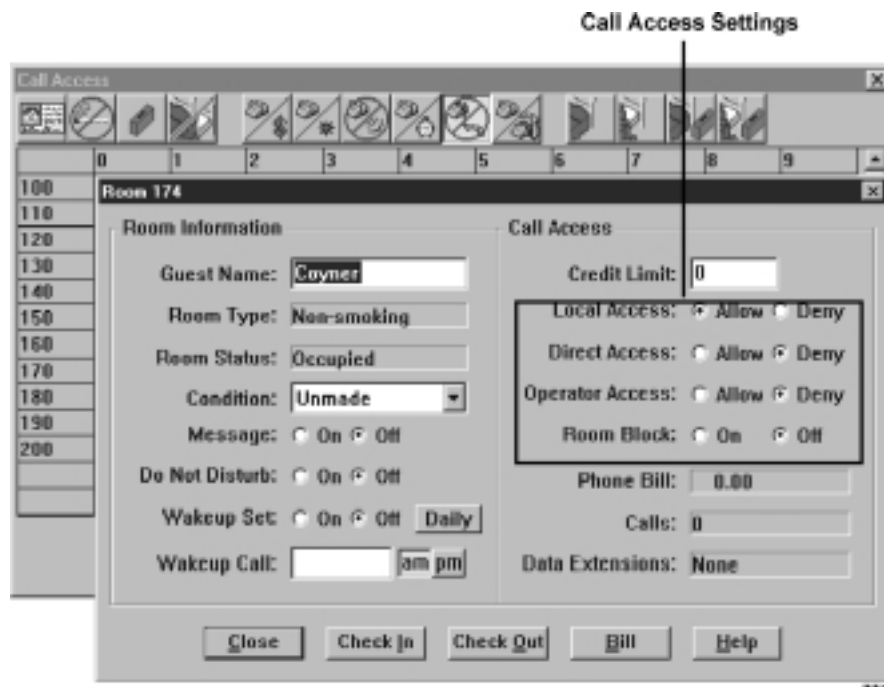 Call Access Settings
Call Access
0 1 2 3 4 5 6 7 8 9
100
110
120
130
140
150
160
170
180
190
200
Room 174
Room Information
Guest Name: Coyner
Room Type: Non-smoking
Room Status: Occupied
Condition: Unmade
Message: On Off
Do Not Disturb: On Off
Wakeup Set: On Off Daily
Wakeup Call: am pm
Call Access
Credit Limit: 0
Local Access: Allow Deny
Direct Access: Allow Deny
Operator Access: Allow Deny
Room Block: On Off
Phone Bill: 0.00
Calls: 0
Data Extensions: None
Close Check In Check Out Bill Help